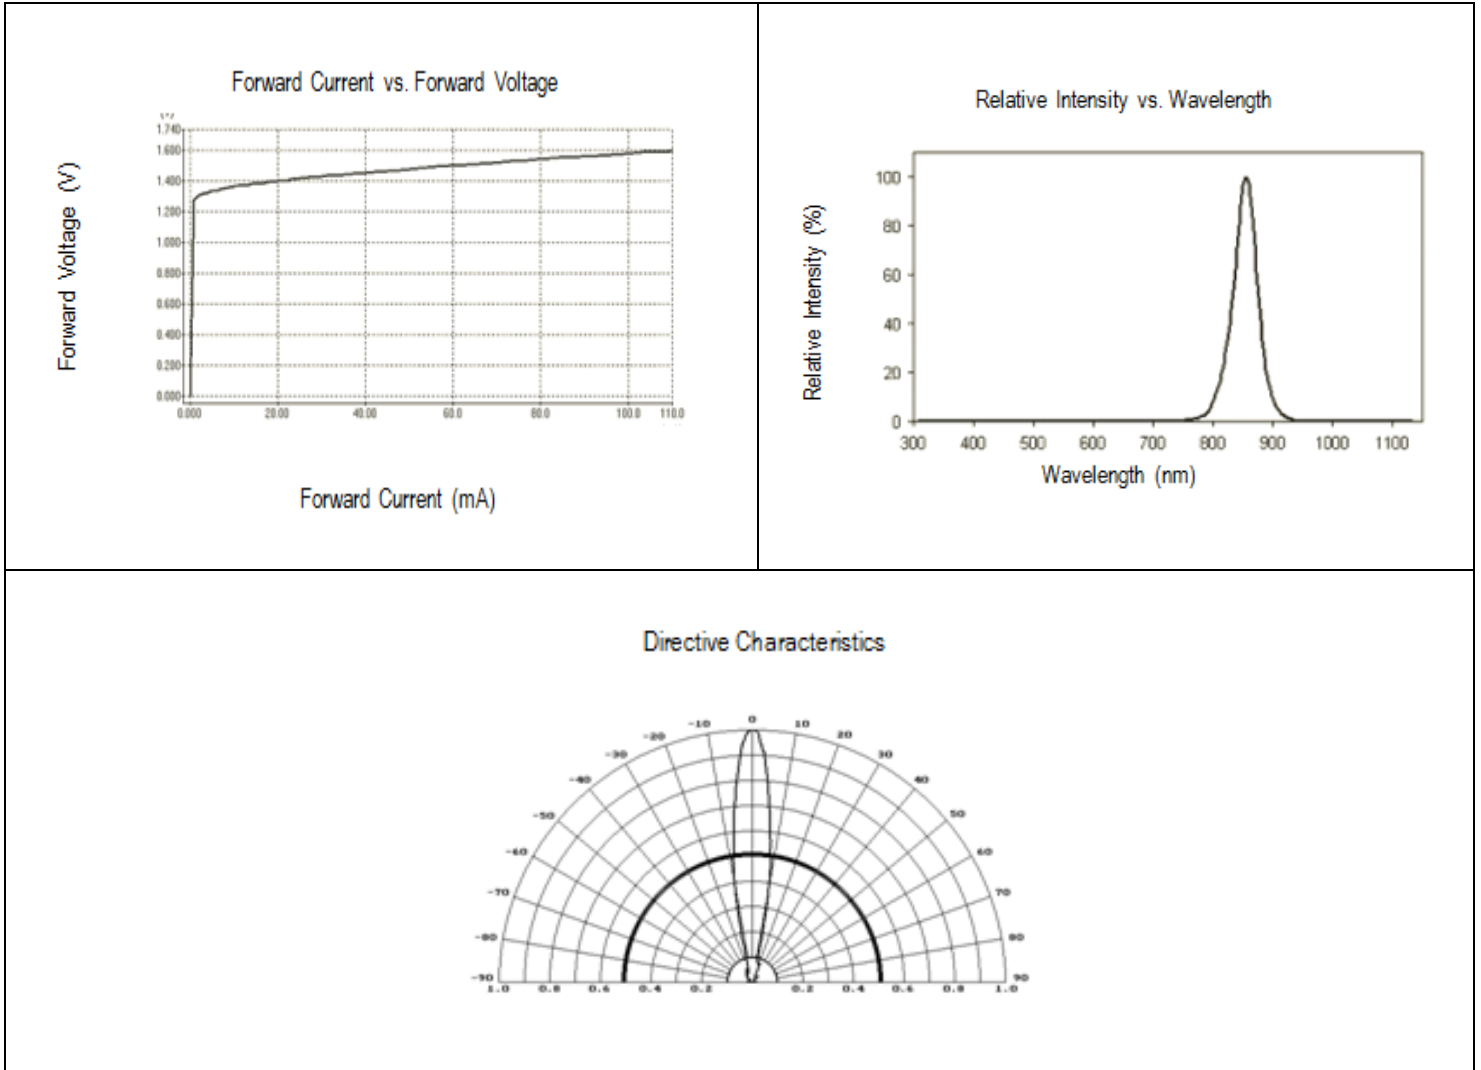 Forward Current vs. Forward Voltage
Forward Voltage (V)
1.740
1.600
1.400
1.200
1.000
0.800
0.600
0.400
0.200
0.000
0.000 20.00 40.00 60.0 80.0 100.0 110.0
Forward Current (mA)
Relative Intensity vs. Wavelength
Relative Intensity (%)
100
80
60
40
20
0
300 400 500 600 700 800 900 1000 1100
Wavelength (nm)
Directive Characteristics
-90 -80 -70 -60 -50 -40 -30 -20 -10 0 10 20 30 40 50 60 70 80 90
1.0 0.8 0.6 0.4 0.2 0.2 0.4 0.6 0.8 1.0